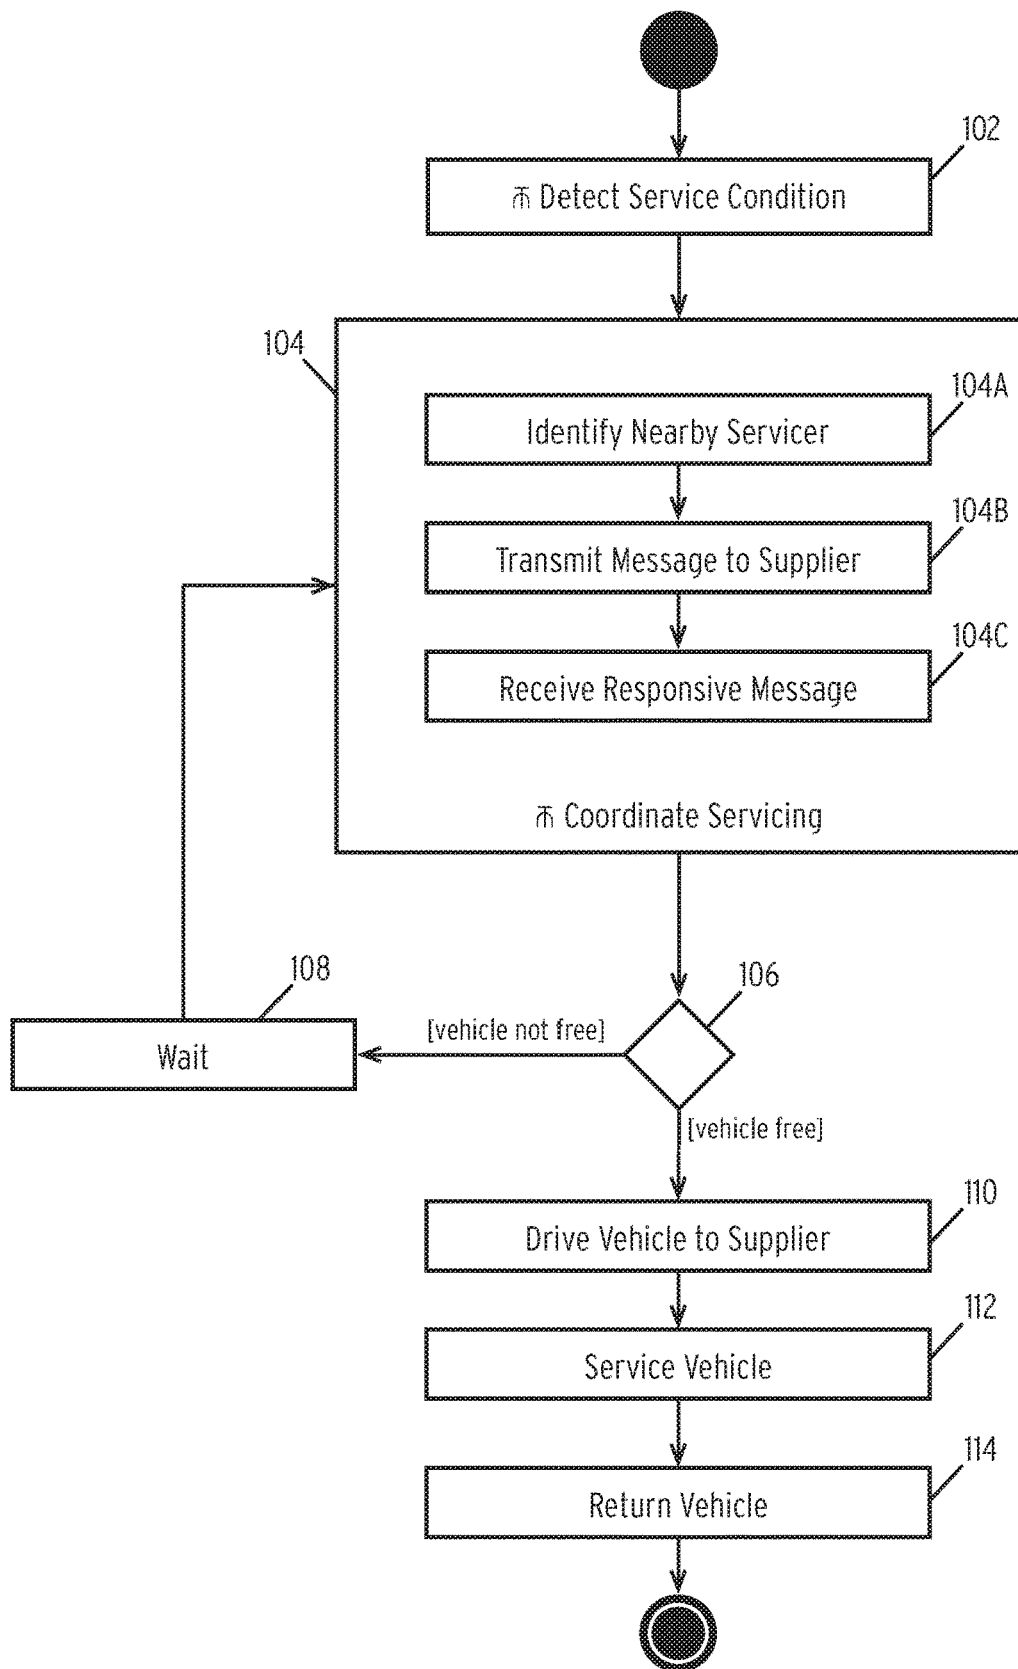 102
Detect Service Condition
104
104A
Identify Nearby Servicer
104B
Transmit Message to Supplier
104C
Receive Responsive Message
Coordinate Servicing
108
106
[vehicle not free]
Wait
[vehicle free]
110
Drive Vehicle to Supplier
112
Service Vehicle
114
Return Vehicle